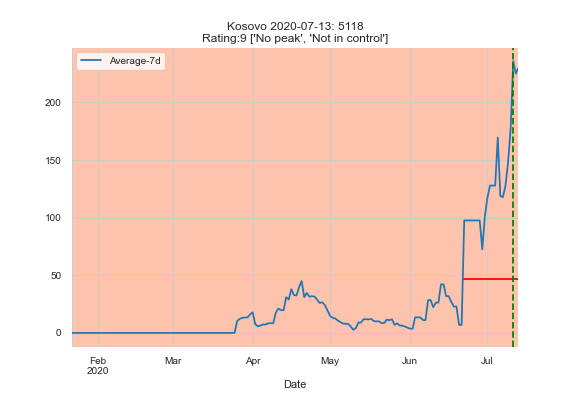 Kosovo 2020-07-13: 5118
Rating:9 ['No peak', 'Not in control']
Average-7d
200
150
100
50
0
Feb
2020
Mar
Apr
May
Jun
Jul
Date